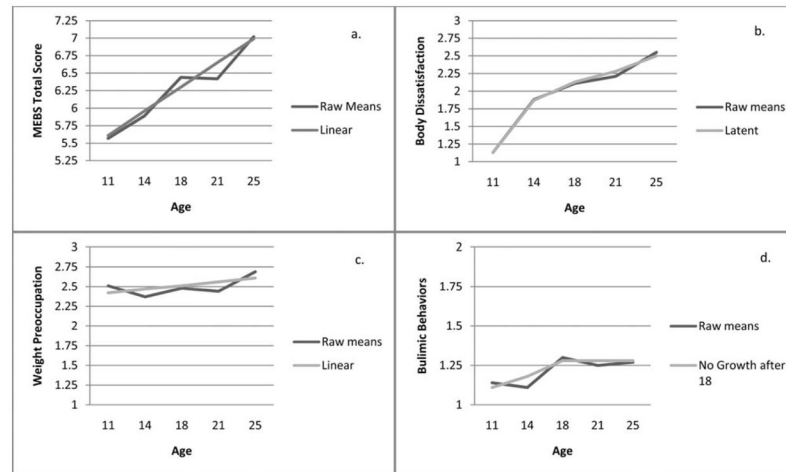 a.
MEBS Total Score
7.25
7
6.75
6.5
6.25
6
5.75
5.5
5.25
11 14 18 21 25
Age
Raw Means
Linear
b.
Body Dissatisfaction
3
2.75
2.5
2.25
2
1.75
1.5
1.25
1
11 14 18 21 25
Age
Raw means
Latent
c.
Weight Preoccupation
3
2.75
2.5
2.25
2
1.75
1.5
1.25
1
11 14 18 21 25
Age
Raw means
Linear
d.
Bulimic Behaviors
2
1.75
1.5
1.25
1
11 14 18 21 25
Age
Raw means
No Growth after
18